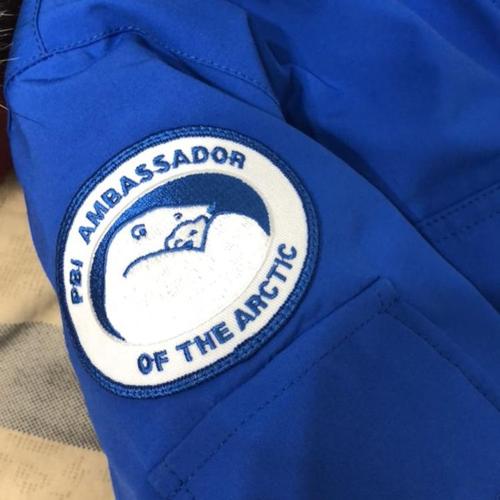 PBI AMBASSADOR
OF THE ARCTIC